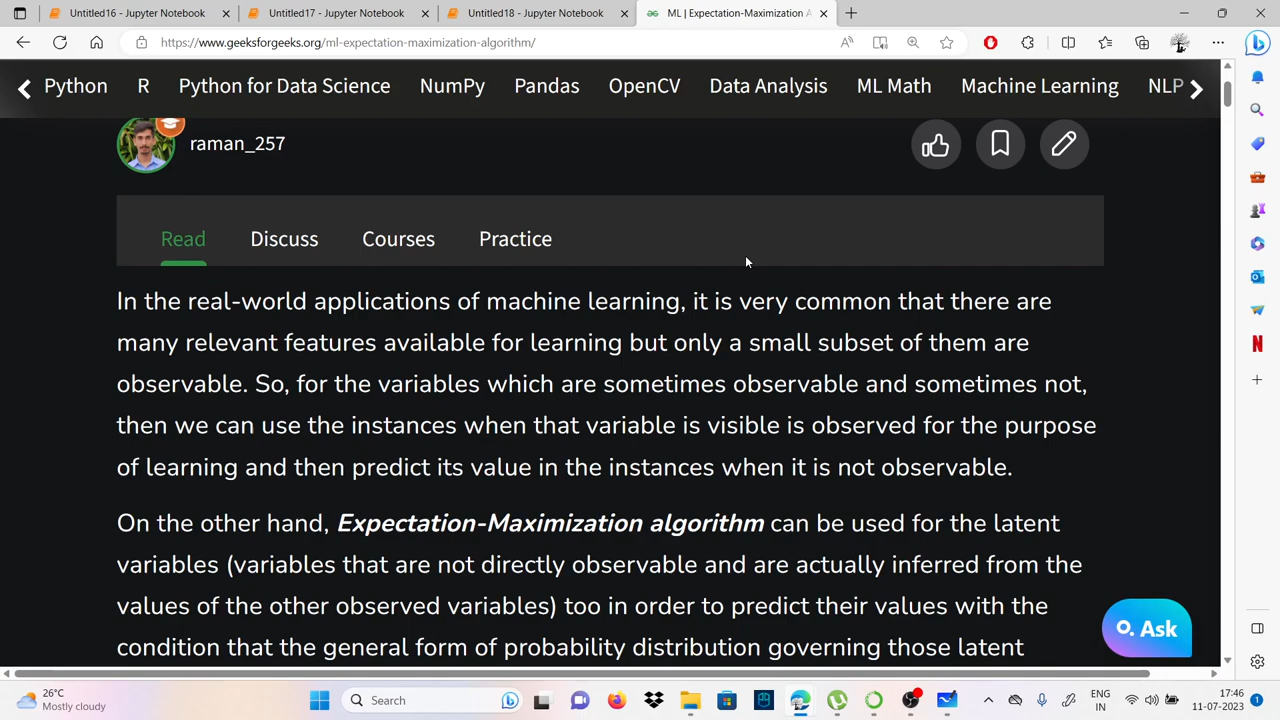 Untitled16 - Jupyter Notebook
Untitled17 - Jupyter Notebook
Untitled18 - Jupyter Notebook
ML | Expectation-Maximization A
https://www.geeksforgeeks.org/ml-expectation-maximization-algorithm/
Python R Python for Data Science NumPy Pandas OpenCV Data Analysis ML Math Machine Learning NLP
raman_257
Read Discuss Courses Practice
In the real-world applications of machine learning, it is very common that there are
many relevant features available for learning but only a small subset of them are
observable. So, for the variables which are sometimes observable and sometimes not,
then we can use the instances when that variable is visible is observed for the purpose
of learning and then predict its value in the instances when it is not observable.
On the other hand, Expectation-Maximization algorithm can be used for the latent
variables (variables that are not directly observable and are actually inferred from the
values of the other observed variables) too in order to predict their values with the
condition that the general form of probability distribution governing those latent
Ask
26°C
Mostly cloudy
Search
ENG
IN
17:46
11-07-2023
1